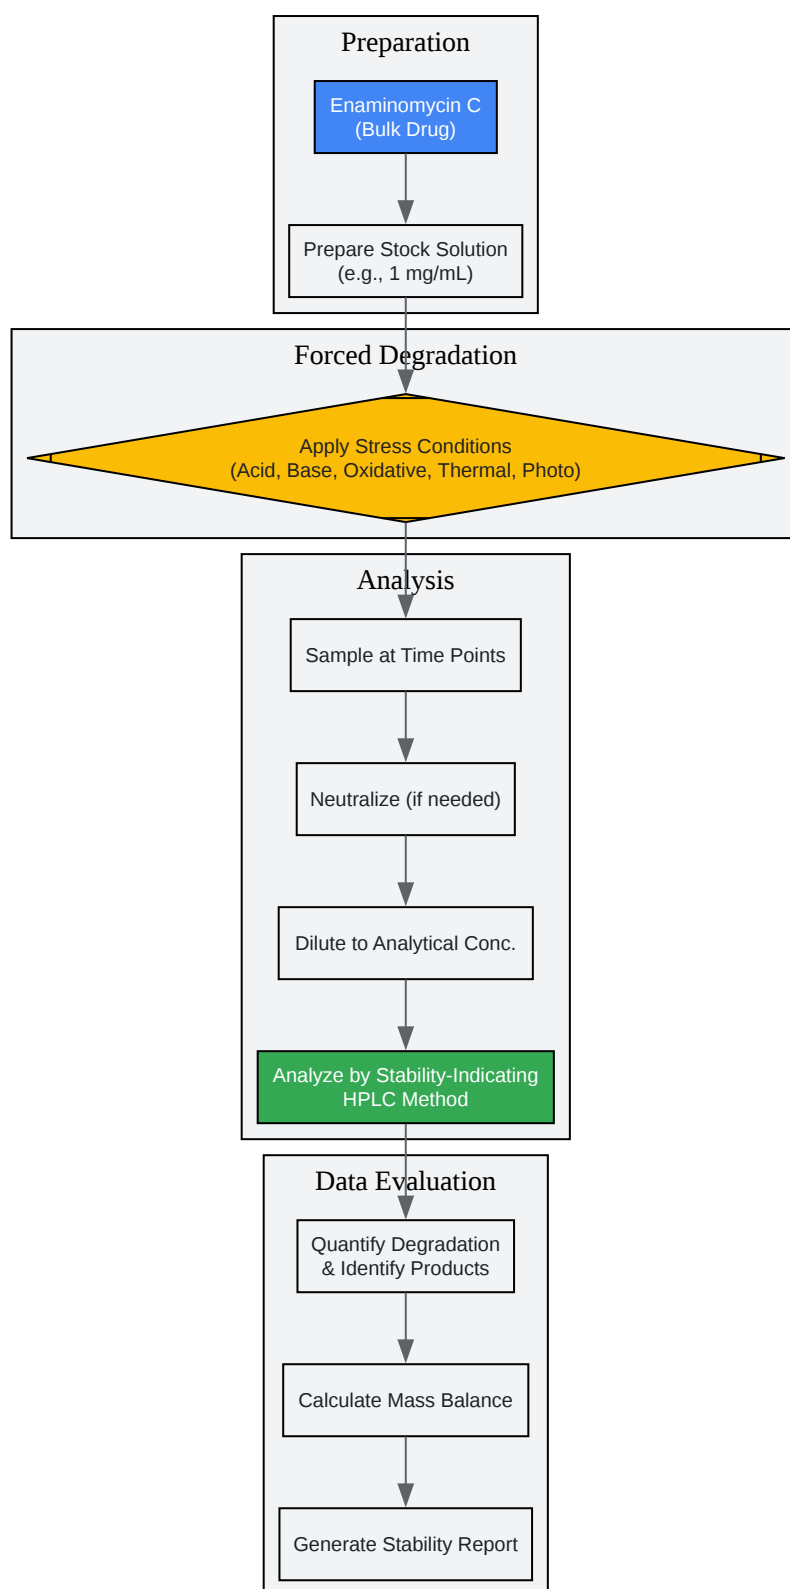 Preparation
Enaminomycin C
(Bulk Drug)
Prepare Stock Solution
(e.g., 1 mg/mL)
Forced Degradation
Apply Stress Conditions
(Acid, Base, Oxidative, Thermal, Photo)
Analysis
Sample at Time Points
Neutralize (if needed)
Dilute to Analytical Conc.
Analyze by Stability-Indicating
HPLC Method
Data Evaluation
Quantify Degradation
& Identify Products
Calculate Mass Balance
Generate Stability Report